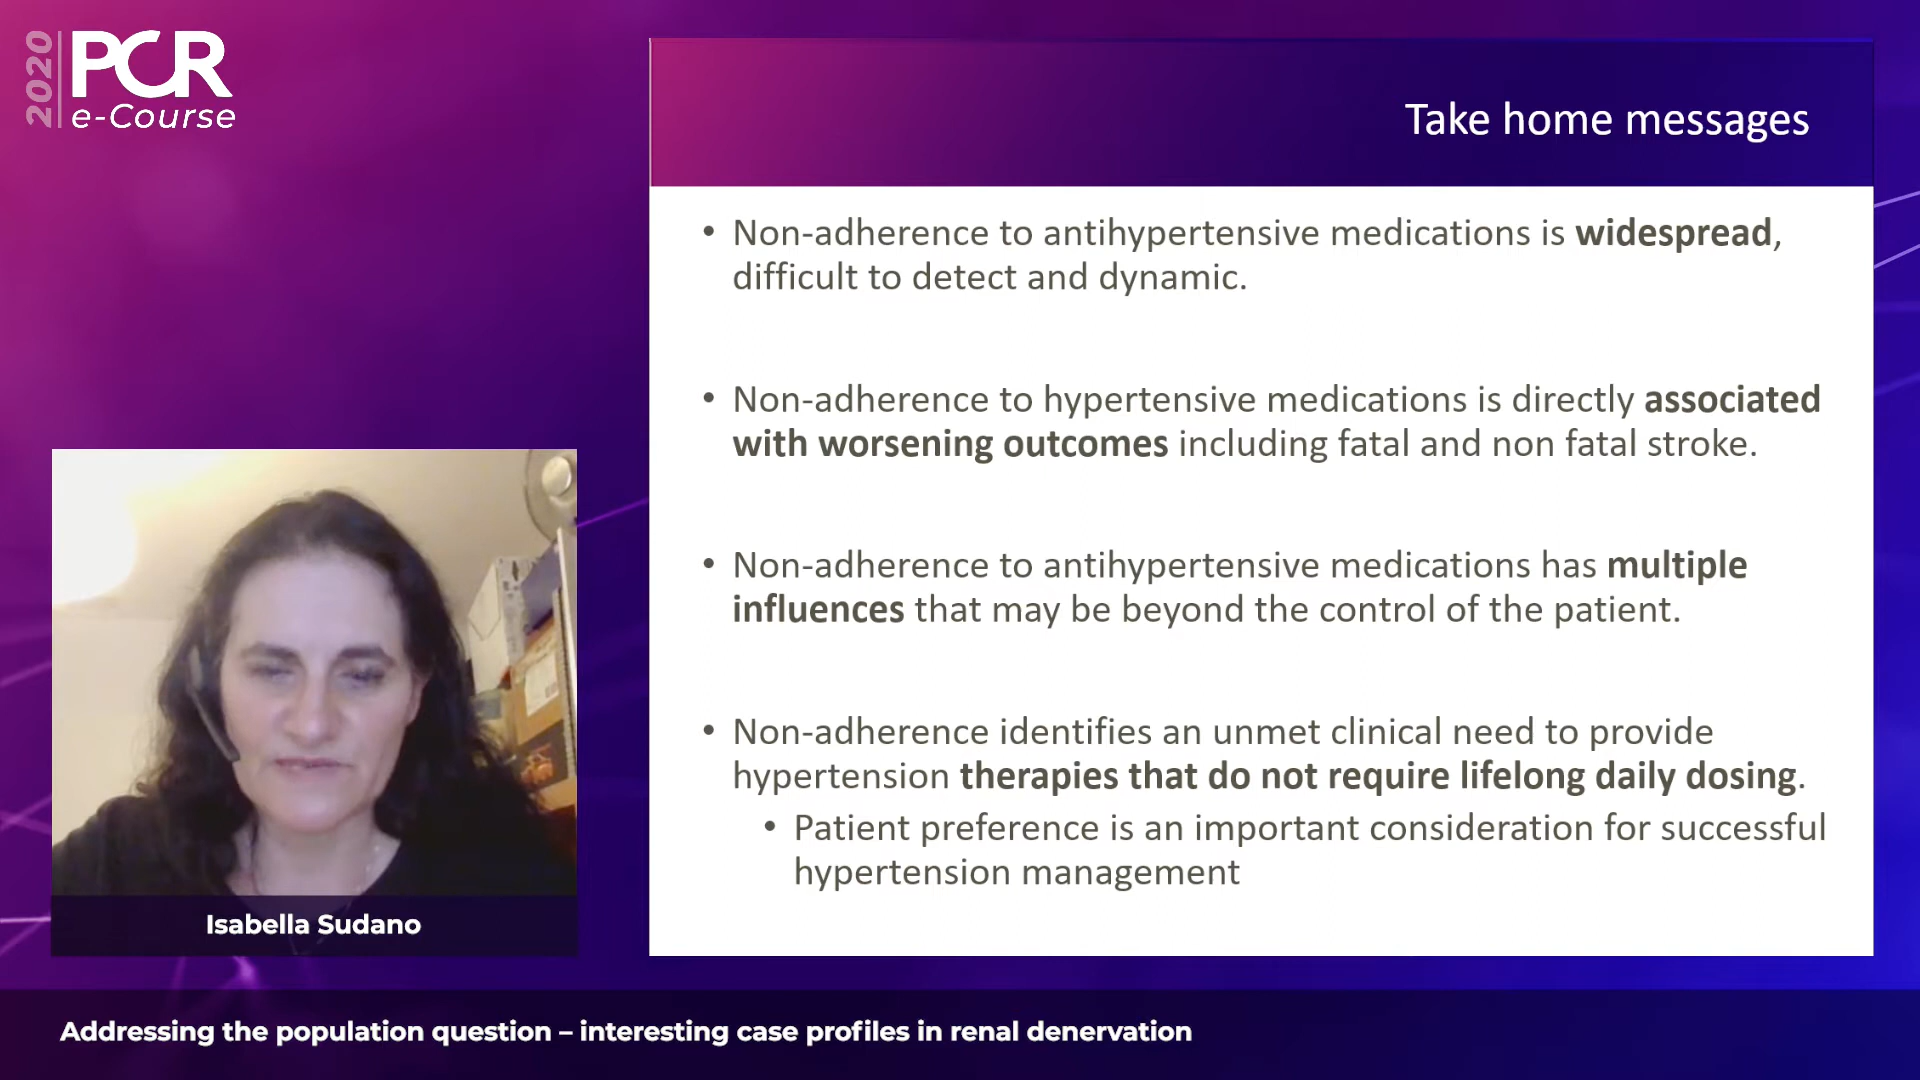 2020
PCR
e-Course
Take home messages
• Non-adherence to antihypertensive medications is widespread,
difficult to detect and dynamic.
• Non-adherence to hypertensive medications is directly associated
with worsening outcomes including fatal and non fatal stroke.
• Non-adherence to antihypertensive medications has multiple
influences that may be beyond the control of the patient.
• Non-adherence identifies an unmet clinical need to provide
hypertension therapies that do not require lifelong daily dosing.
• Patient preference is an important consideration for successful
hypertension management
Isabella Sudano
Addressing the population question – interesting case profiles in renal denervation